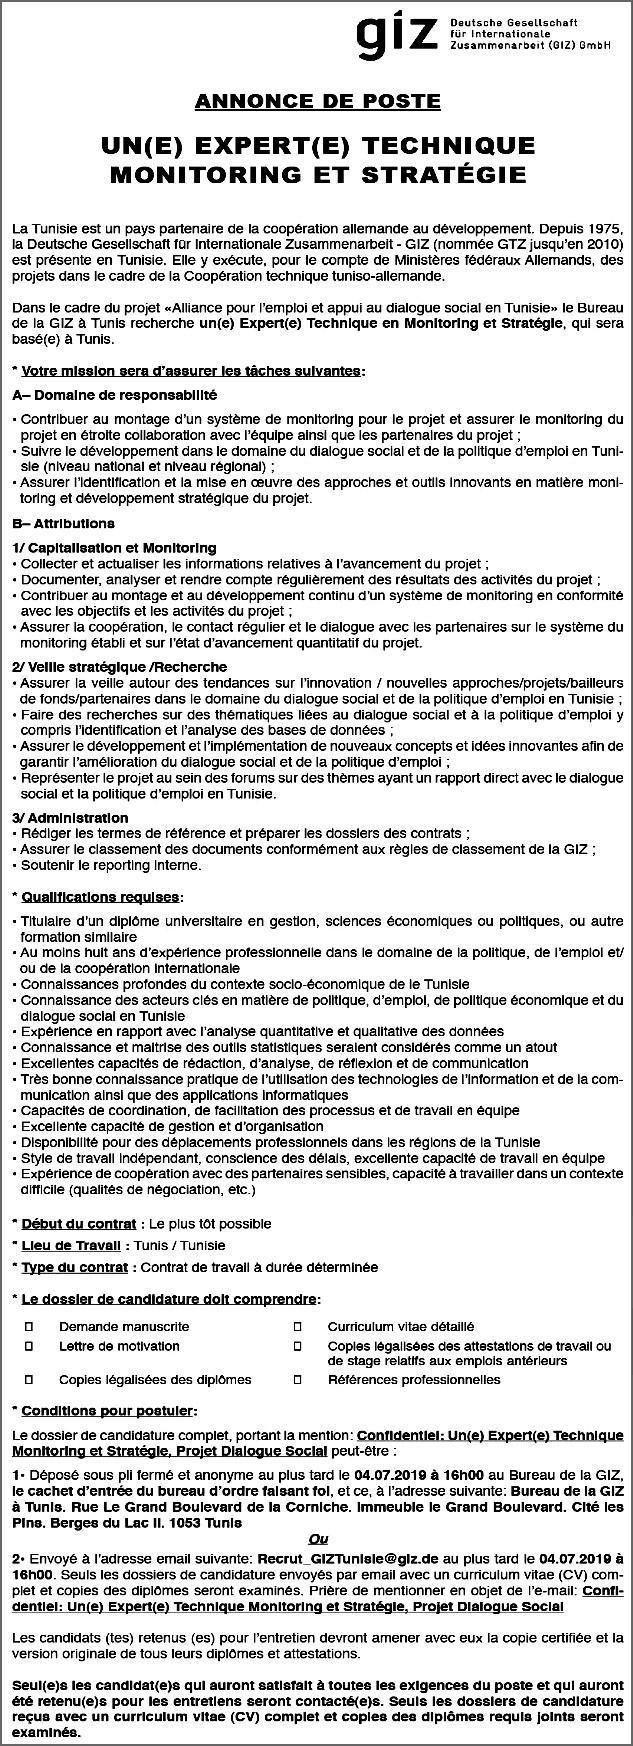 giz
Deutsche Gesellschaft
für Internationale
Zusammenarbeit (GIZ) GmbH
ANNONCE DE POSTE
UN(E) EXPERT(E) TECHNIQUE
MONITORING ET STRATÉGIE
La Tunisie est un pays partenaire de la coopération allemande au développement. Depuis 1975,
la Deutsche Gesellschaft für Internationale Zusammenarbeit - GIZ (nommée GTZ jusqu'en 2010)
est présente en Tunisie. Elle y exécute, pour le compte de Ministères fédéraux Allemands, des
projets dans le cadre de la Coopération technique tuniso-allemande.
Dans le cadre du projet «Alliance pour l'emploi et appui au dialogue social en Tunisie» le Bureau
de la GIZ à Tunis recherche un(e) Expert(e) Technique en Monitoring et Stratégie, qui sera
basé(e) à Tunis.
* Votre mission sera d'assurer les tâches suivantes:
A– Domaine de responsabilité
• Contribuer au montage d'un système de monitoring pour le projet et assurer le monitoring du
projet en étroite collaboration avec l'équipe ainsi que les partenaires du projet ;
• Suivre le développement dans le domaine du dialogue social et de la politique d'emploi en Tuni-
sie (niveau national et niveau régional) ;
• Assurer l'identification et la mise en œuvre des approches et outils innovants en matière moni-
toring et développement stratégique du projet.
B– Attributions
1/ Capitalisation et Monitoring
• Collecter et actualiser les informations relatives à l'avancement du projet ;
• Documenter, analyser et rendre compte régulièrement des résultats des activités du projet ;
• Contribuer au montage et au développement continu d'un système de monitoring en conformité
avec les objectifs et les activités du projet ;
• Assurer la coopération, le contact régulier et le dialogue avec les partenaires sur le système du
monitoring établi et sur l'état d'avancement quantitatif du projet.
2/ Veille stratégique /Recherche
• Assurer la veille autour des tendances sur l'innovation / nouvelles approches/projets/bailleurs
de fonds/partenaires dans le domaine du dialogue social et de la politique d'emploi en Tunisie ;
• Faire des recherches sur des thématiques liées au dialogue social et à la politique d'emploi y
compris l'identification et l'analyse des bases de données ;
• Assurer le développement et l'implémentation de nouveaux concepts et idées innovantes afin de
garantir l'amélioration du dialogue social et de la politique d'emploi ;
• Représenter le projet au sein des forums sur des thèmes ayant un rapport direct avec le dialogue
social et la politique d'emploi en Tunisie.
3/ Administration
• Rédiger les termes de référence et préparer les dossiers des contrats ;
• Assurer le classement des documents conformément aux règles de classement de la GIZ ;
• Soutenir le reporting interne.
* Qualifications requises:
• Titulaire d'un diplôme universitaire en gestion, sciences économiques ou politiques, ou autre
formation similaire
• Au moins huit ans d'expérience professionnelle dans le domaine de la politique, de l'emploi et/
ou de la coopération internationale
• Connaissances profondes du contexte socio-économique de le Tunisie
• Connaissance des acteurs clés en matière de politique, d'emploi, de politique économique et du
dialogue social en Tunisie
• Expérience en rapport avec l'analyse quantitative et qualitative des données
• Connaissance et maitrise des outils statistiques seraient considérés comme un atout
• Excellentes capacités de rédaction, d'analyse, de réflexion et de communication
• Très bonne connaissance pratique de l'utilisation des technologies de l'information et de la com-
munication ainsi que des applications informatiques
• Capacités de coordination, de facilitation des processus et de travail en équipe
• Excellente capacité de gestion et d'organisation
• Disponibilité pour des déplacements professionnels dans les régions de la Tunisie
• Style de travail indépendant, conscience des délais, excellente capacité de travail en équipe
• Expérience de coopération avec des partenaires sensibles, capacité à travailler dans un contexte
difficile (qualités de négociation, etc.)
* Début du contrat : Le plus tôt possible
* Lieu de Travail : Tunis / Tunisie
* Type du contrat : Contrat de travail à durée déterminée
* Le dossier de candidature doit comprendre:
Demande manuscrite
Curriculum vitae détaillé
Lettre de motivation
Copies légalisées des attestations de travail ou
de stage relatifs aux emplois antérieurs
Copies légalisées des diplômes
Références professionnelles
* Conditions pour postuler:
Le dossier de candidature complet, portant la mention: Confidentiel: Un(e) Expert(e) Technique
Monitoring et Stratégie, Projet Dialogue Social peut-être :
1• Déposé sous pli fermé et anonyme au plus tard le 04.07.2019 à 16h00 au Bureau de la GIZ,
le cachet d'entrée du bureau d'ordre faisant foi, et ce, à l'adresse suivante: Bureau de la GIZ
à Tunis. Rue Le Grand Boulevard de la Corniche. Immeuble le Grand Boulevard. Cité les
Pins. Berges du Lac II. 1053 Tunis
Ou
2• Envoyé à l'adresse email suivante: Recrut_GIZTunisie@giz.de au plus tard le 04.07.2019 à
16h00. Seuls les dossiers de candidature envoyés par email avec un curriculum vitae (CV) com-
plet et copies des diplômes seront examinés. Prière de mentionner en objet de l'e-mail: Confi-
dentiel: Un(e) Expert(e) Technique Monitoring et Stratégie, Projet Dialogue Social
Les candidats (tes) retenus (es) pour l'entretien devront amener avec eux la copie certifiée et la
version originale de tous leurs diplômes et attestations.
Seul(e)s les candidat(e)s qui auront satisfait à toutes les exigences du poste et qui auront
été retenu(e)s pour les entretiens seront contacté(e)s. Seuls les dossiers de candidature
reçus avec un curriculum vitae (CV) complet et copies des diplômes requis joints seront
examinés.